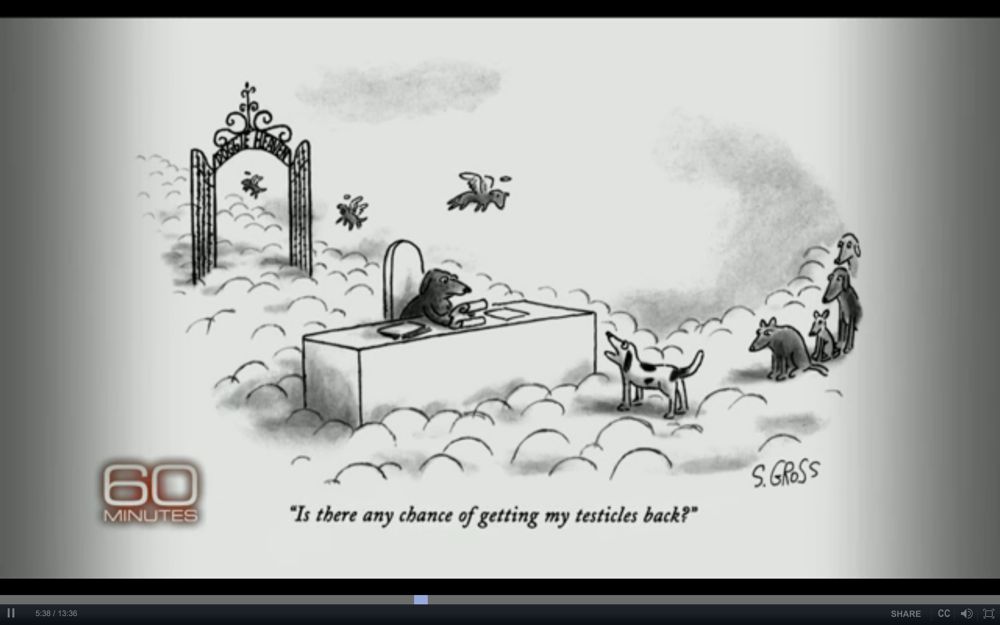 DOGGIE HEAVEN
S. GROSS
60
MINUTES
"Is there any chance of getting my testicles back?"
5:38 / 13:36
SHARE
CC